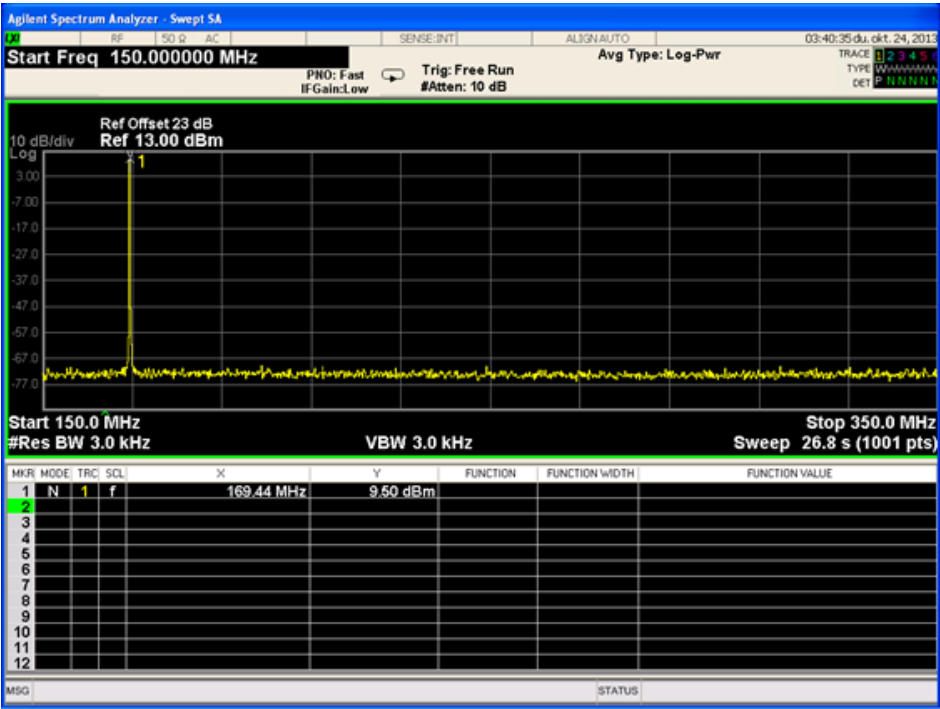 Agilent Spectrum Analyzer - Swept SA
RF 50 Ω AC SENSE:INT ALIGNAUTO 03:40:35 du. okt. 24, 2013
Start Freq 150.000000 MHz
Avg Type: Log-Pwr
TRACE 1 2 3 4 5 6
PNO: Fast Trig: Free Run
TYPE
IFGain:Low #Atten: 10 dB
DET P N N N N N
Ref Offset 23 dB
10 dB/div Ref 13.00 dBm
Log
1
3.00
-7.00
-17.0
-27.0
-37.0
-47.0
-57.0
-67.0
-77.0
Start 150.0 MHz Stop 350.0 MHz
#Res BW 3.0 kHz VBW 3.0 kHz Sweep 26.8 s (1001 pts)
MKR MODE TRC SCL X Y FUNCTION FUNCTION WIDTH FUNCTION VALUE
1 N 1 f 169.44 MHz 9.50 dBm
2
3
4
5
6
7
8
9
10
11
12
MSG STATUS